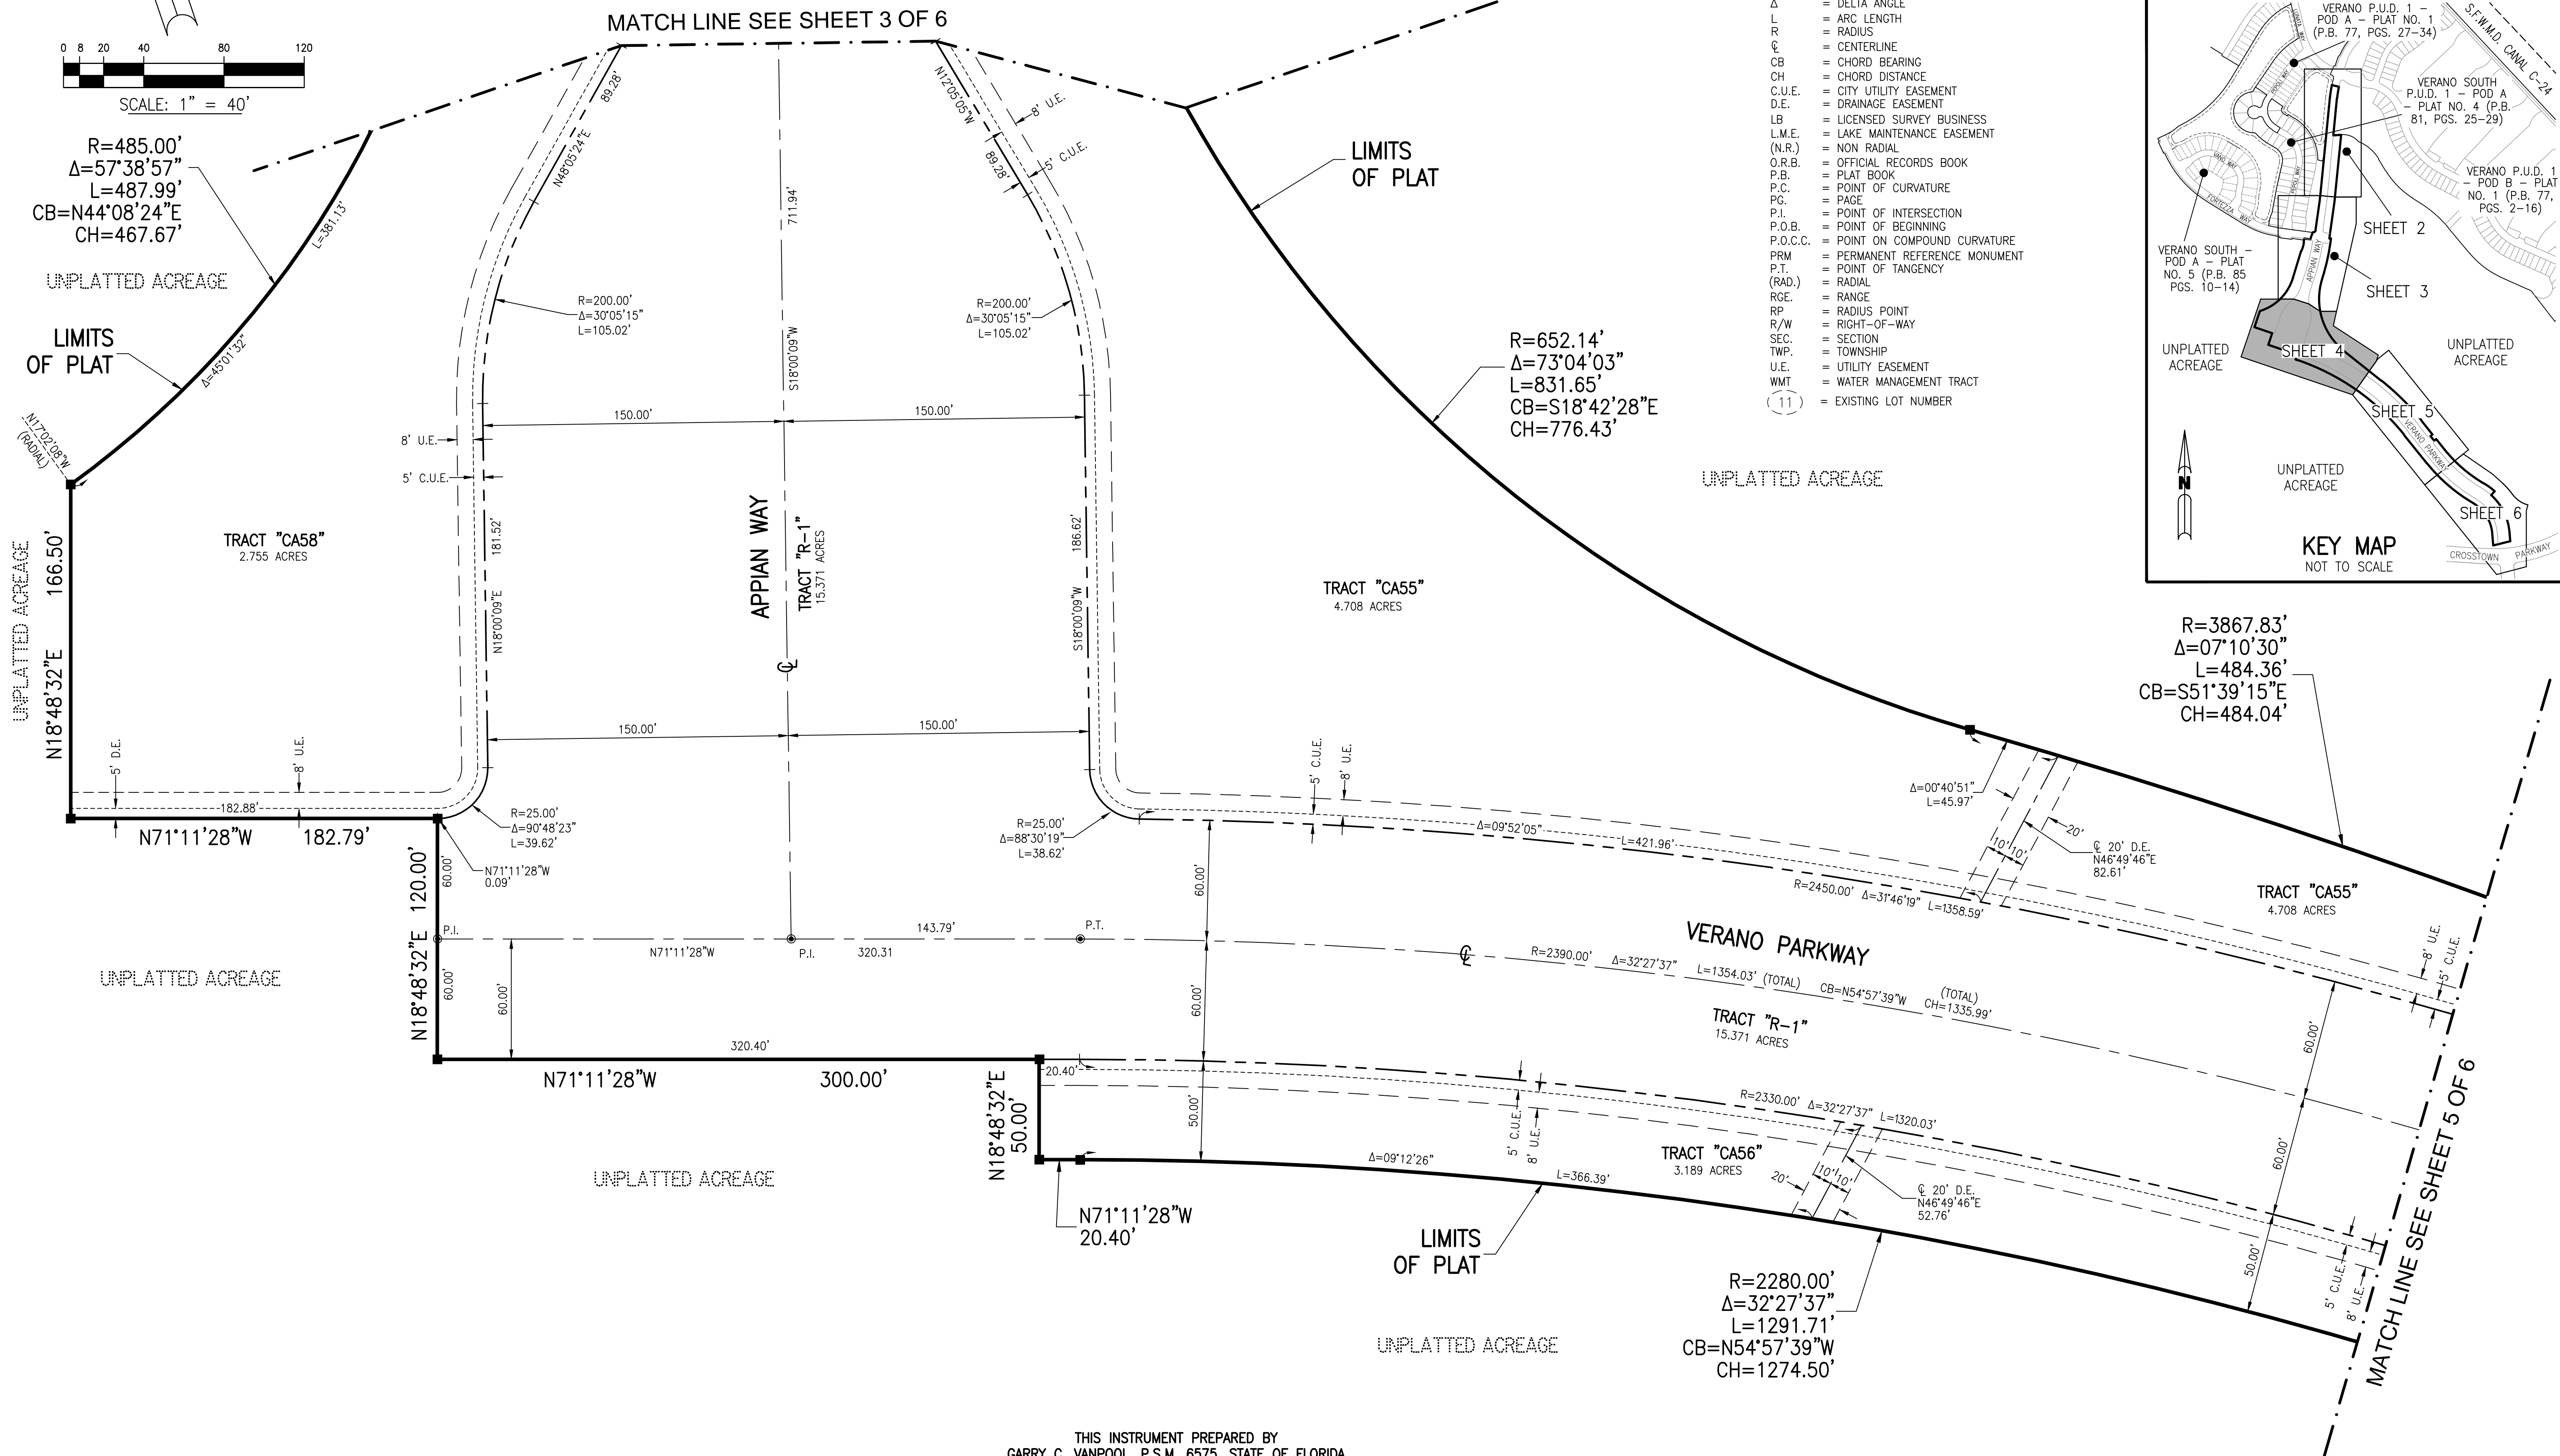 MATCH LINE SEE SHEET 3 OF 6
0 8 20 40 80 120
SCALE: 1" = 40'
R=485.00'
Δ=57°38'57"
L=487.99'
CB=N44°08'24"E
CH=467.67'
UNPLATTED ACREAGE
LIMITS
OF PLAT
L=381.13'
Δ=45°01'32"
N17°02'08"W
(RADIAL)
UNPLATTED ACREAGE
166.50'
N18°48'32"E
TRACT "CA58"
2.755 ACRES
5' D.E.
8' U.E.
182.88'
N71°11'28"W 182.79'
89.28'
N48°05'24"E
R=200.00'
Δ=30°05'15"
L=105.02'
8' U.E.
5' C.U.E.
181.52'
N18°00'09"E
R=25.00'
Δ=90°48'23"
L=39.62'
N71°11'28"W
0.09'
711.94'
S18°00'09"W
150.00' 150.00'
APPIAN WAY
TRACT "R-1"
15.371 ACRES
℄
150.00' 150.00'
N12°05'05"W
89.28'
8' U.E.
5' C.U.E.
R=200.00'
Δ=30°05'15"
L=105.02'
186.62'
S18°00'09"W
R=25.00'
Δ=88°30'19"
L=38.62'
LIMITS
OF PLAT
R=652.14'
Δ=73°04'03"
L=831.65'
CB=S18°42'28"E
CH=776.43'
UNPLATTED ACREAGE
TRACT "CA55"
4.708 ACRES
Δ = DELTA ANGLE
L = ARC LENGTH
R = RADIUS
℄ = CENTERLINE
CB = CHORD BEARING
CH = CHORD DISTANCE
C.U.E. = CITY UTILITY EASEMENT
D.E. = DRAINAGE EASEMENT
LB = LICENSED SURVEY BUSINESS
L.M.E. = LAKE MAINTENANCE EASEMENT
(N.R.) = NON RADIAL
O.R.B. = OFFICIAL RECORDS BOOK
P.B. = PLAT BOOK
P.C. = POINT OF CURVATURE
PG. = PAGE
P.I. = POINT OF INTERSECTION
P.O.B. = POINT OF BEGINNING
P.O.C.C. = POINT ON COMPOUND CURVATURE
PRM = PERMANENT REFERENCE MONUMENT
P.T. = POINT OF TANGENCY
(RAD.) = RADIAL
RGE. = RANGE
RP = RADIUS POINT
R/W = RIGHT-OF-WAY
SEC. = SECTION
TWP. = TOWNSHIP
U.E. = UTILITY EASEMENT
WMT = WATER MANAGEMENT TRACT
11 = EXISTING LOT NUMBER
VERANO P.U.D. 1 -
POD A - PLAT NO. 1
(P.B. 77, PGS. 27-34)
S.F.W.M.D. CANAL C-24
VERANO SOUTH
P.U.D. 1 - POD A
- PLAT NO. 4 (P.B.
81, PGS. 25-29)
VERANO P.U.D. 1
- POD B - PLAT
NO. 1 (P.B. 77,
PGS. 2-16)
VANO WAY
FORTEZZA WAY
SHEET 2
APPIAN WAY
VERANO SOUTH -
POD A - PLAT
NO. 5 (P.B. 85
PGS. 10-14)
SHEET 3
UNPLATTED
ACREAGE
SHEET 4
UNPLATTED
ACREAGE
SHEET 5
VERANO PARKWAY
UNPLATTED
ACREAGE
N
SHEET 6
KEY MAP
NOT TO SCALE
CROSSTOWN PARKWAY
R=3867.83'
Δ=07°10'30"
L=484.36'
CB=S51°39'15"E
CH=484.04'
Δ=00°40'51"
L=45.97'
20'
10' 10'
℄ 20' D.E.
N46°49'46"E
82.61'
TRACT "CA55"
4.708 ACRES
8' U.E.
5' C.U.E.
5' C.U.E.
8' U.E.
Δ=09°52'05"
L=421.96'
R=2450.00' Δ=31°46'19" L=1358.59'
VERANO PARKWAY
℄
R=2390.00' Δ=32°27'37" L=1354.03' (TOTAL) CB=N54°57'39"W CH=1335.99'
(TOTAL)
TRACT "R-1"
15.371 ACRES
120.00'
N18°48'32"E
60.00'
60.00'
P.I.
60.00'
N71°11'28"W
P.I.
143.79'
320.31
P.T.
60.00'
60.00'
50.00'
60.00'
60.00'
50.00'
UNPLATTED ACREAGE
320.40'
N71°11'28"W 300.00'
N18°48'32"E
50.00'
20.40'
N71°11'28"W
20.40'
UNPLATTED ACREAGE
5' C.U.E.
8' U.E.
R=2330.00' Δ=32°27'37" L=1320.03'
Δ=09°12'26"
L=366.39'
TRACT "CA56"
3.189 ACRES
20'
10' 10'
℄ 20' D.E.
N46°49'46"E
52.76'
LIMITS
OF PLAT
R=2280.00'
Δ=32°27'37"
L=1291.71'
CB=N54°57'39"W
CH=1274.50'
UNPLATTED ACREAGE
5' C.U.E.
8' U.E.
MATCH LINE SEE SHEET 5 OF 6
THIS INSTRUMENT PREPARED BY
GARRY C. VANPOOL, P.S.M. 6575, STATE OF FLORIDA